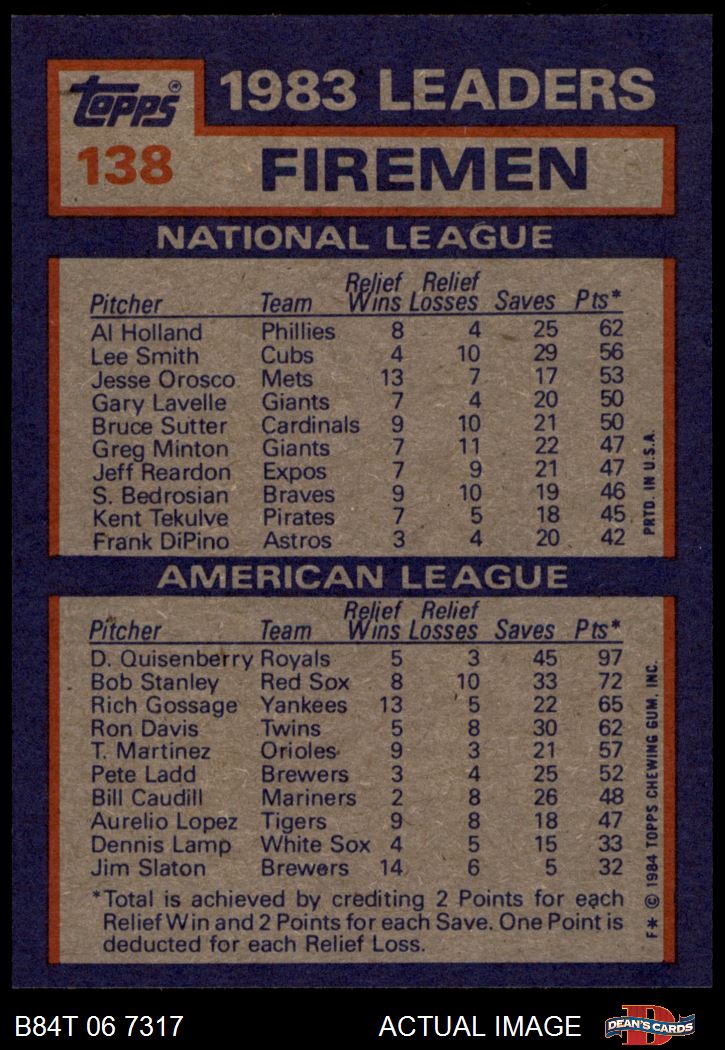 Topps®
1983 LEADERS
138
FIREMEN
NATIONAL LEAGUE
Pitcher Team Relief Wins Relief Losses Saves Pts*
Al Holland Phillies 8 4 25 62
Lee Smith Cubs 4 10 29 56
Jesse Orosco Mets 13 7 17 53
Gary Lavelle Giants 7 4 20 50
Bruce Sutter Cardinals 9 10 21 50
Greg Minton Giants 7 11 22 47
Jeff Reardon Expos 7 9 21 47
S. Bedrosian Braves 9 10 19 46
Kent Tekulve Pirates 7 5 18 45
Frank DiPino Astros 3 4 20 42
PRTD. IN U.S.A.
AMERICAN LEAGUE
Pitcher Team Relief Wins Relief Losses Saves Pts*
D. Quisenberry Royals 5 3 45 97
Bob Stanley Red Sox 8 10 33 72
Rich Gossage Yankees 13 5 22 65
Ron Davis Twins 5 8 30 62
T. Martinez Orioles 9 3 21 57
Pete Ladd Brewers 3 4 25 52
Bill Caudill Mariners 2 8 26 48
Aurelio Lopez Tigers 9 8 18 47
Dennis Lamp White Sox 4 5 15 33
Jim Slaton Brewers 14 6 5 32
*Total is achieved by crediting 2 Points for each
Relief Win and 2 Points for each Save. One Point is
deducted for each Relief Loss.
F* © 1984 TOPPS CHEWING GUM, INC.
B84T 06 7317
ACTUAL IMAGE
DEAN'S CARDS